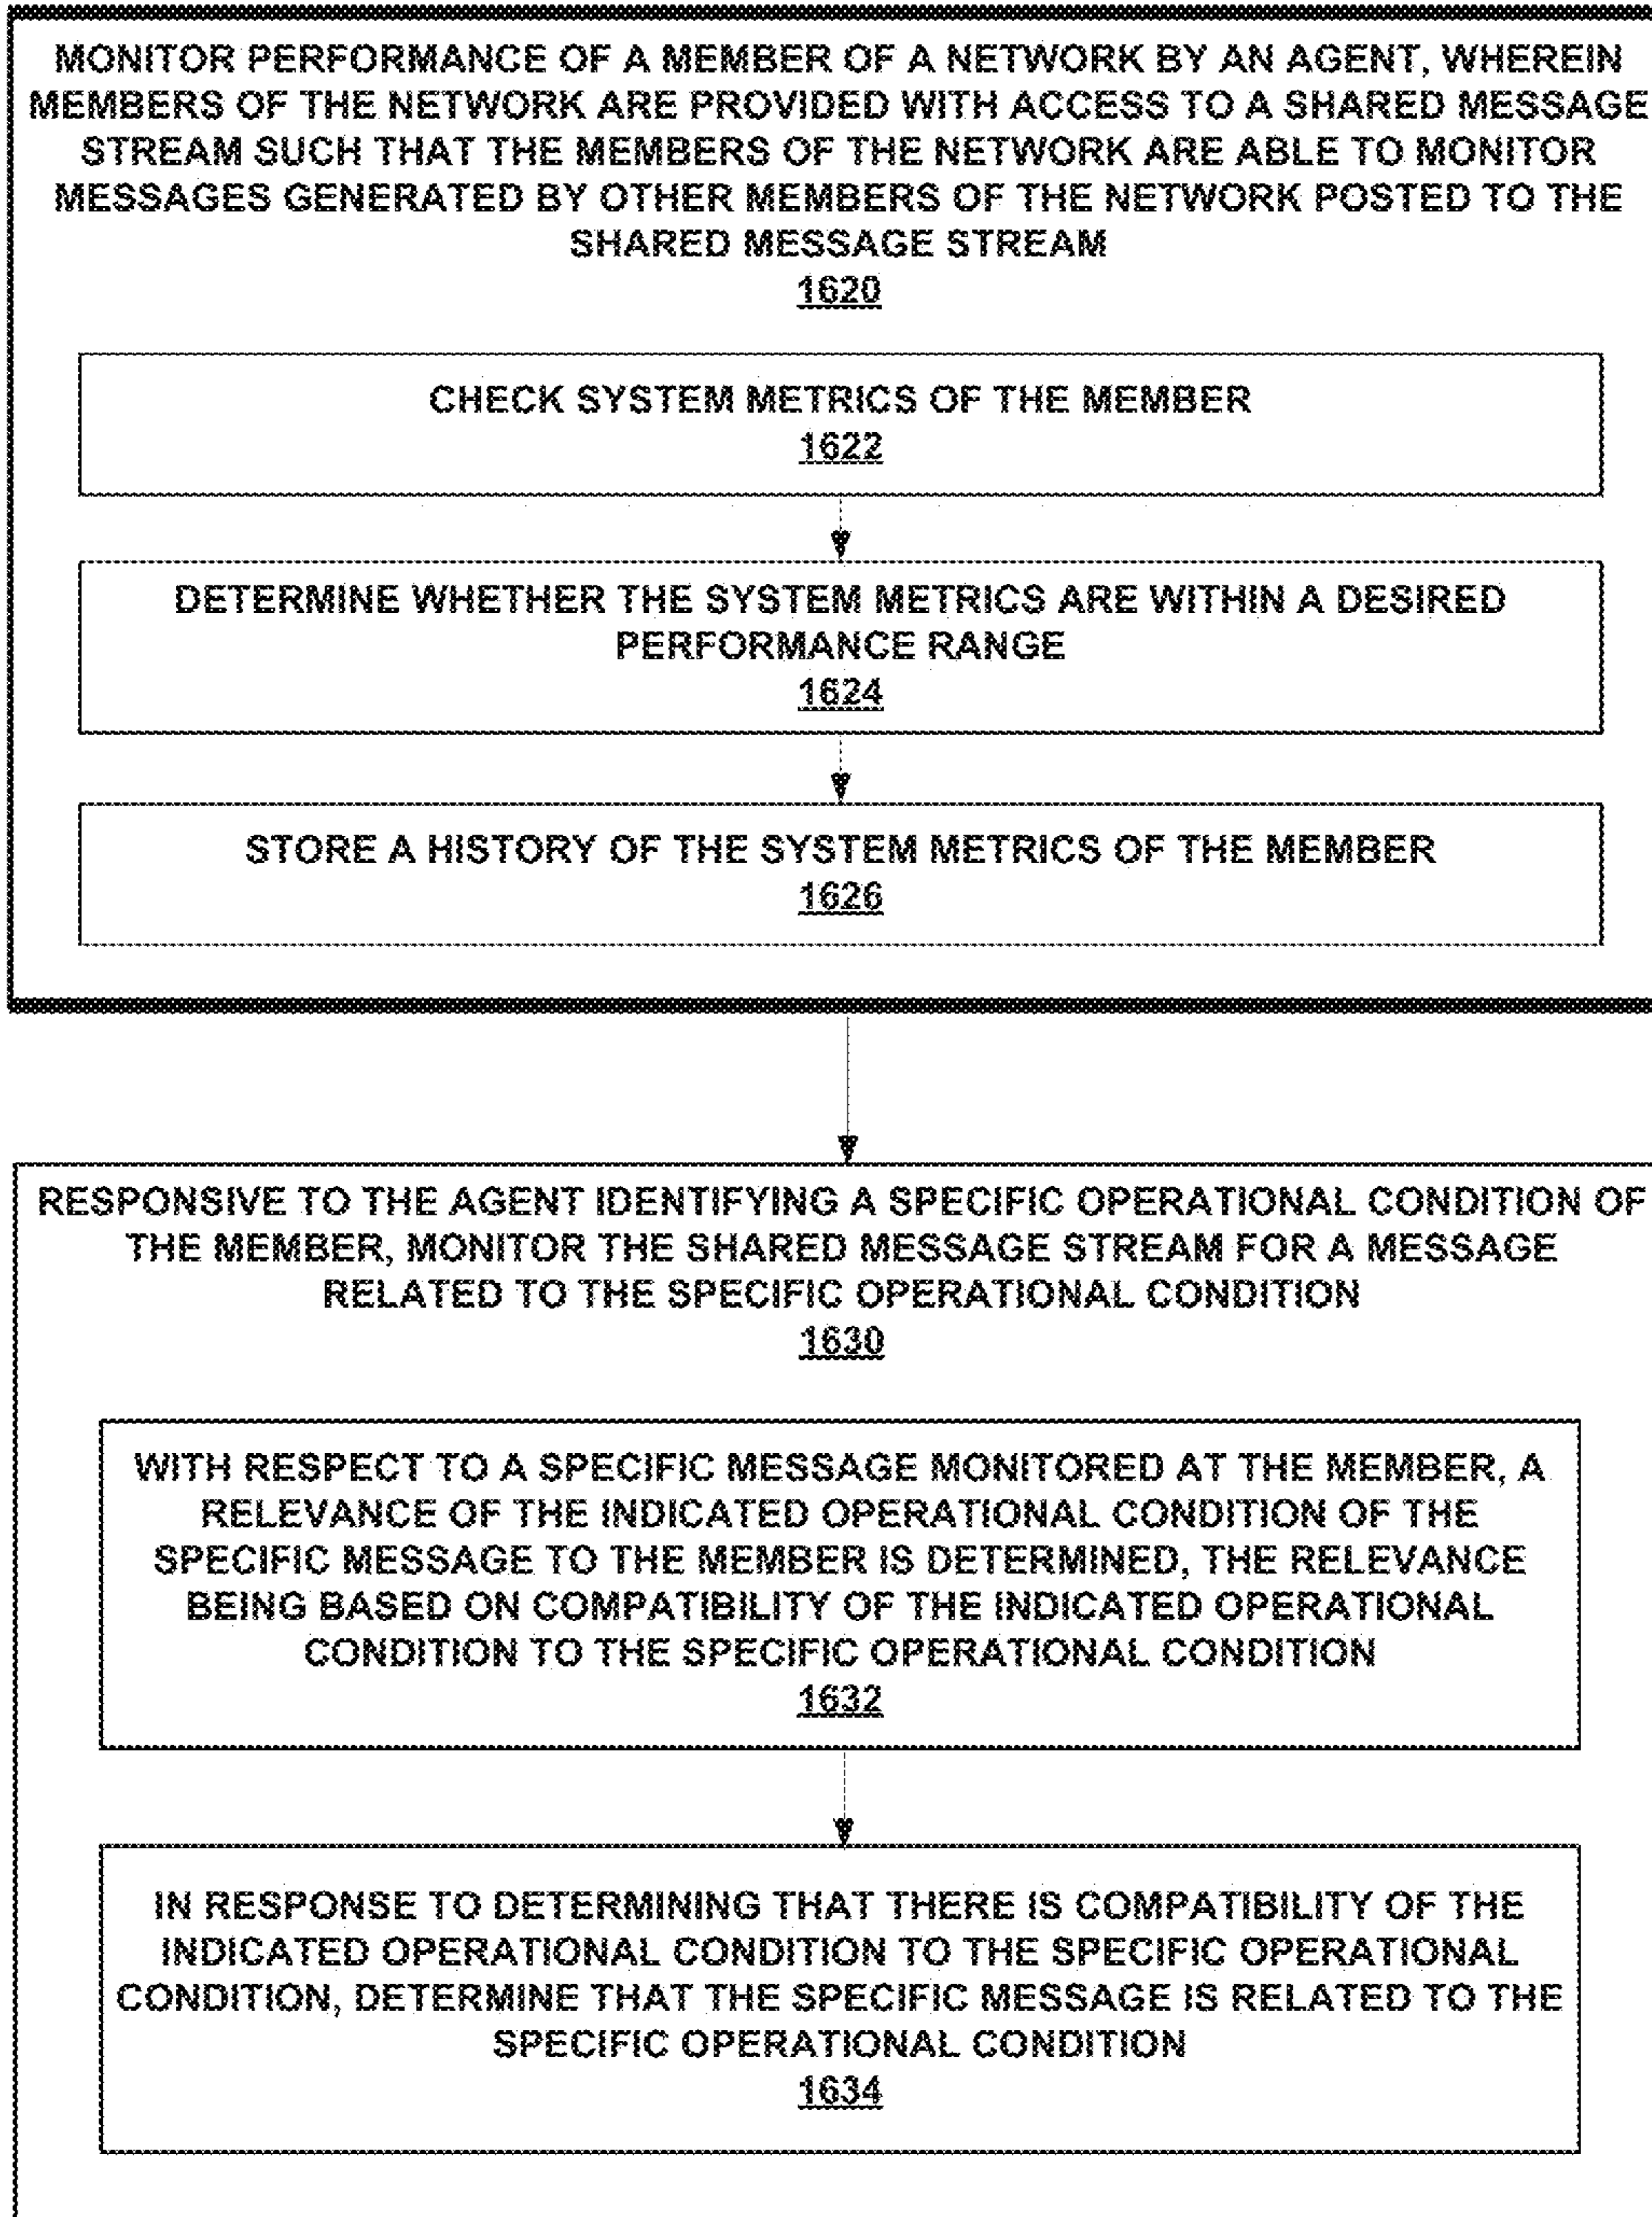 MONITOR PERFORMANCE OF A MEMBER OF A NETWORK BY AN AGENT, WHEREIN
MEMBERS OF THE NETWORK ARE PROVIDED WITH ACCESS TO A SHARED MESSAGE
STREAM SUCH THAT THE MEMBERS OF THE NETWORK ARE ABLE TO MONITOR
MESSAGES GENERATED BY OTHER MEMBERS OF THE NETWORK POSTED TO THE
SHARED MESSAGE STREAM
1620
CHECK SYSTEM METRICS OF THE MEMBER
1622
DETERMINE WHETHER THE SYSTEM METRICS ARE WITHIN A DESIRED
PERFORMANCE RANGE
1624
STORE A HISTORY OF THE SYSTEM METRICS OF THE MEMBER
1626
RESPONSIVE TO THE AGENT IDENTIFYING A SPECIFIC OPERATIONAL CONDITION OF
THE MEMBER, MONITOR THE SHARED MESSAGE STREAM FOR A MESSAGE
RELATED TO THE SPECIFIC OPERATIONAL CONDITION
1630
WITH RESPECT TO A SPECIFIC MESSAGE MONITORED AT THE MEMBER, A
RELEVANCE OF THE INDICATED OPERATIONAL CONDITION OF THE
SPECIFIC MESSAGE TO THE MEMBER IS DETERMINED, THE RELEVANCE
BEING BASED ON COMPATIBILITY OF THE INDICATED OPERATIONAL
CONDITION TO THE SPECIFIC OPERATIONAL CONDITION
1632
IN RESPONSE TO DETERMINING THAT THERE IS COMPATIBILITY OF THE
INDICATED OPERATIONAL CONDITION TO THE SPECIFIC OPERATIONAL
CONDITION, DETERMINE THAT THE SPECIFIC MESSAGE IS RELATED TO THE
SPECIFIC OPERATIONAL CONDITION
1634